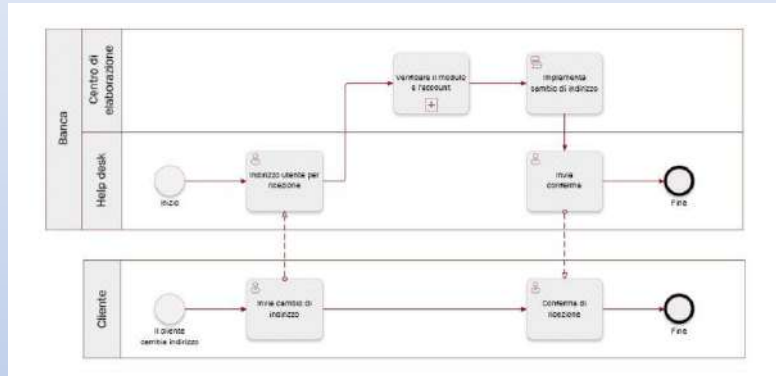 Banca
Centro di
elaborazione
Verificare il modulo
e l'account
Implementa
cambio di indirizzo
Help desk
Inizio
Indirizzo utente per
ricezione
Invia
conferma
Fine
Cliente
Il cliente
cambia indirizzo
Invia cambio di
indirizzo
Conferma di
ricezione
Fine